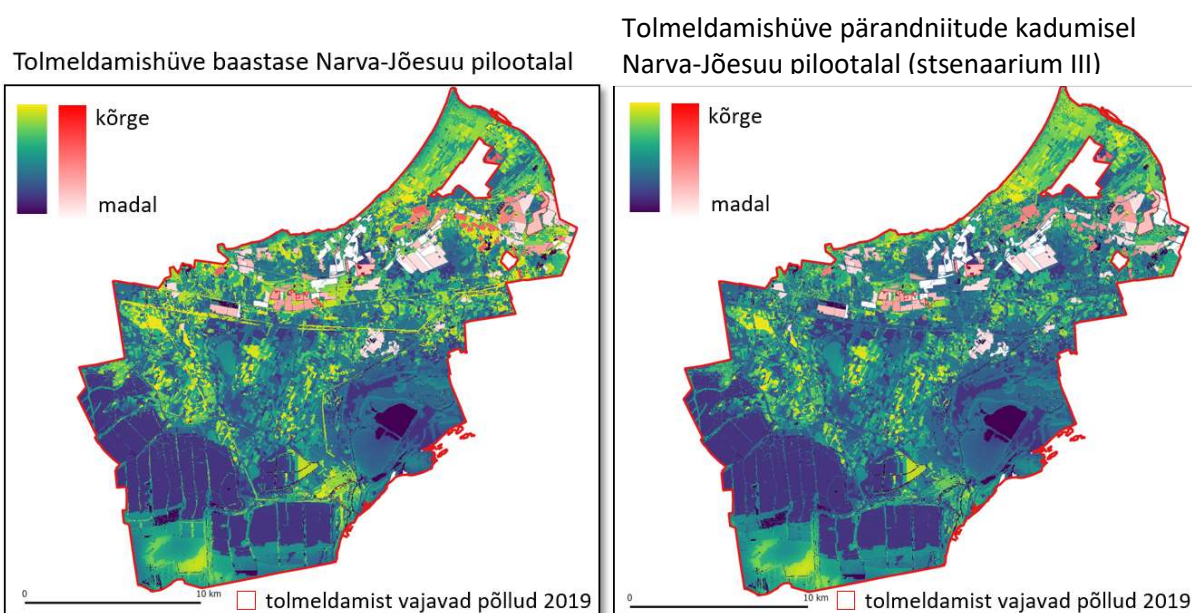 Tolmeldamishüve baastase Narva-Jõesuu pilootalal
kõrge
madal
0
10 km
tolmeldamist vajavad põllud 2019
Tolmeldamishüve pärandniitude kadumisel
Narva-Jõesuu pilootalal (stsenaarium III)
kõrge
madal
0
10 km
tolmeldamist vajavad põllud 2019